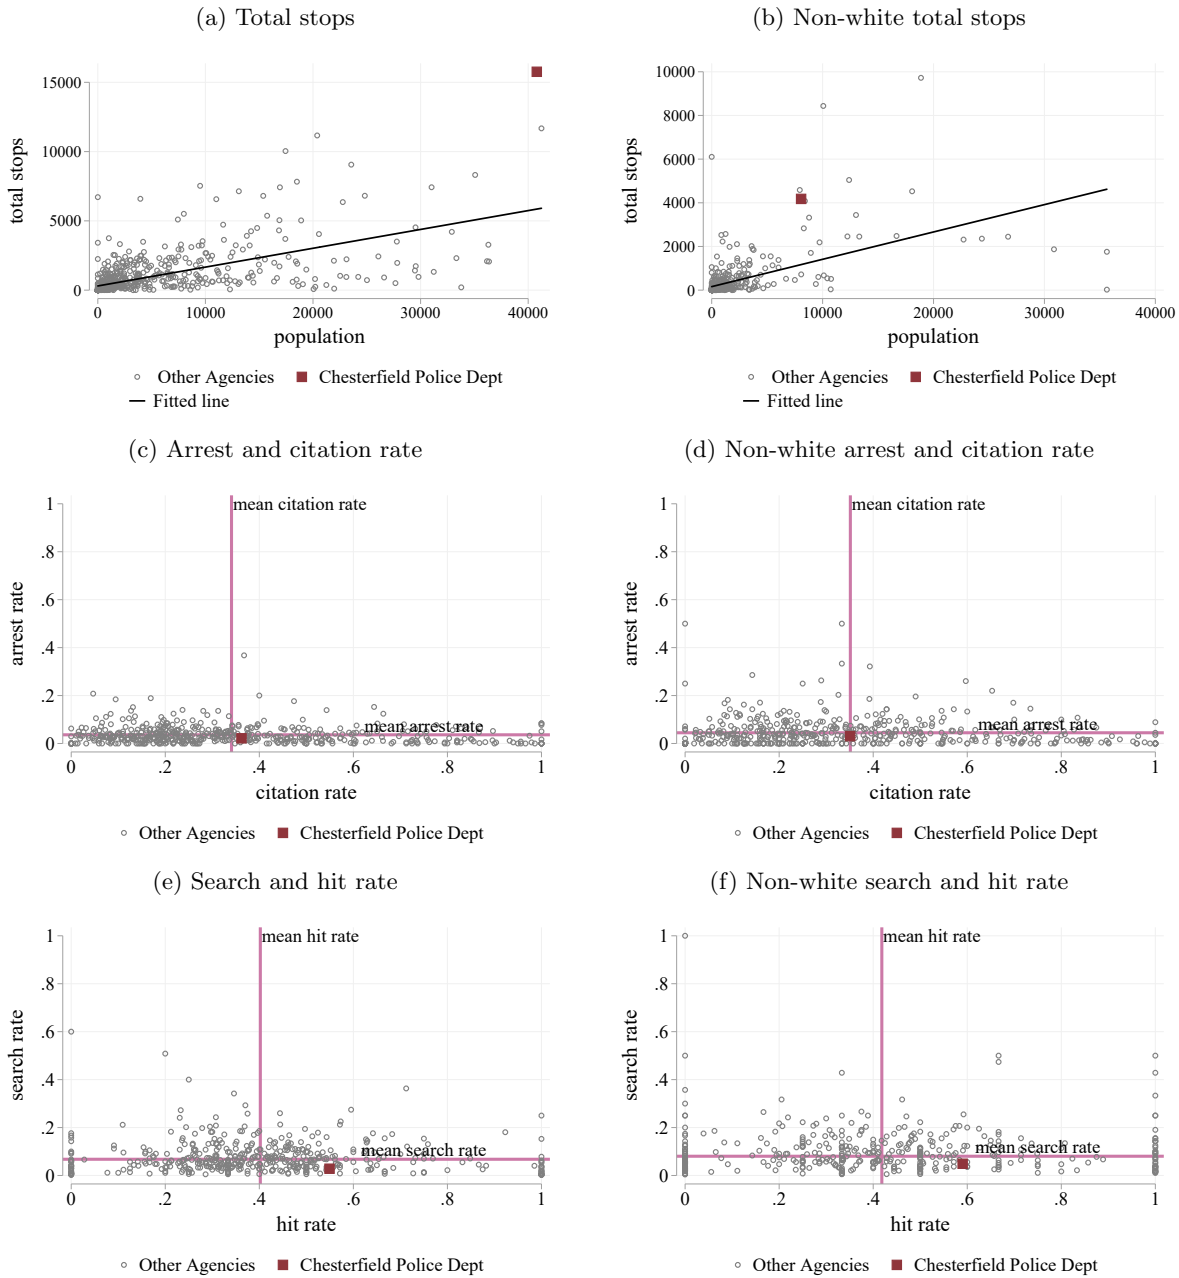 (a) Total stops
(b) Non-white total stops
total stops
15000
10000
5000
0
0 10000 20000 30000 40000
population
Other Agencies Chesterfield Police Dept
Fitted line
total stops
10000
8000
6000
4000
2000
0
0 10000 20000 30000 40000
population
Other Agencies Chesterfield Police Dept
Fitted line
(c) Arrest and citation rate
(d) Non-white arrest and citation rate
arrest rate
1
.8
.6
.4
.2
0
mean citation rate
mean arrest rate
0 .2 .4 .6 .8 1
citation rate
Other Agencies Chesterfield Police Dept
arrest rate
1
.8
.6
.4
.2
0
mean citation rate
mean arrest rate
0 .2 .4 .6 .8 1
citation rate
Other Agencies Chesterfield Police Dept
(e) Search and hit rate
(f) Non-white search and hit rate
search rate
1
.8
.6
.4
.2
0
mean hit rate
mean search rate
0 .2 .4 .6 .8 1
hit rate
Other Agencies Chesterfield Police Dept
search rate
1
.8
.6
.4
.2
0
mean hit rate
mean search rate
0 .2 .4 .6 .8 1
hit rate
Other Agencies Chesterfield Police Dept